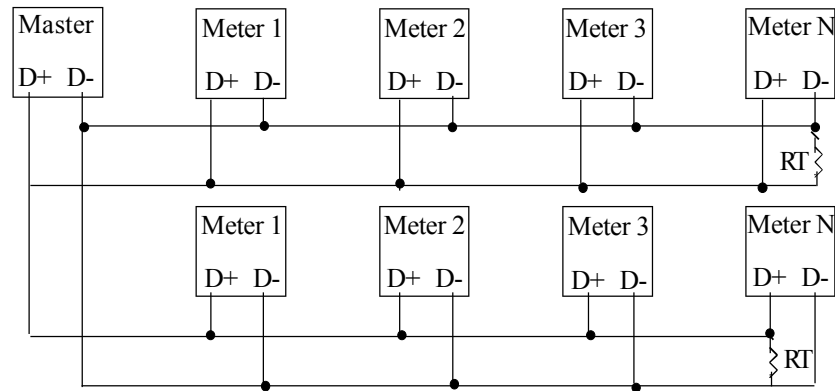 Master
D+ D-
Meter 1
D+ D-
Meter 2
D+ D-
Meter 3
D+ D-
Meter N
D+ D-
RT
Meter 1
D+ D-
Meter 2
D+ D-
Meter 3
D+ D-
Meter N
D+ D-
RT